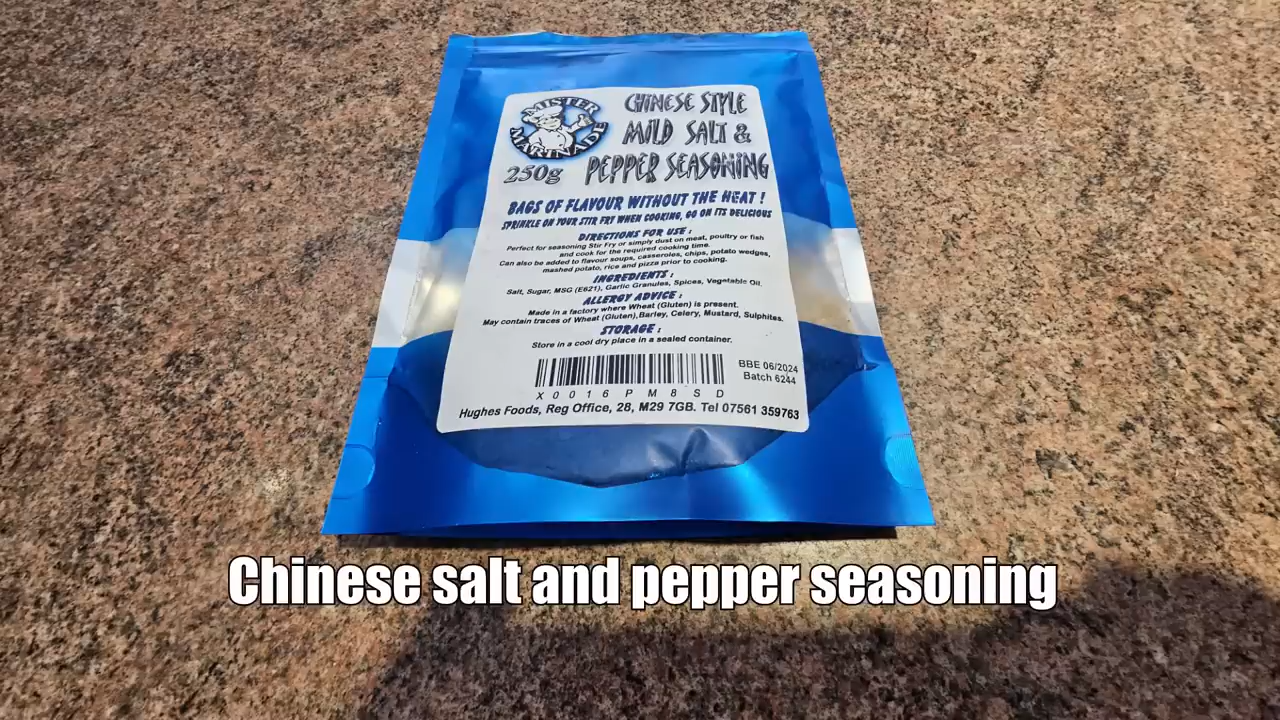 MISTER
MARINADE
CHINESE STYLE
MILD SALT &
250g PEPPER SEASONING
BAGS OF FLAVOUR WITHOUT THE HEAT !
SPRINKLE ON YOUR STIR FRY WHEN COOKING, GO ON ITS DELICIOUS
DIRECTIONS FOR USE :
Perfect for seasoning Stir Fry or simply dust on meat, poultry or fish
and cook for the required cooking time.
Can also be added to flavour soups, casseroles, chips, potato wedges,
mashed potato, rice and pizza prior to cooking.
INGREDIENTS :
Salt, Sugar, MSG (E621), Garlic Granules, Spices, Vegetable Oil.
ALLERGY ADVICE :
Made in a factory where Wheat (Gluten) is present.
May contain traces of Wheat (Gluten),Barley, Celery, Mustard, Sulphites.
STORAGE :
Store in a cool dry place in a sealed container.
BBE 06/2024
Batch 6244
X0016PM8SD
Hughes Foods, Reg Office, 28, M29 7GB. Tel 07561 359763
Chinese salt and pepper seasoning